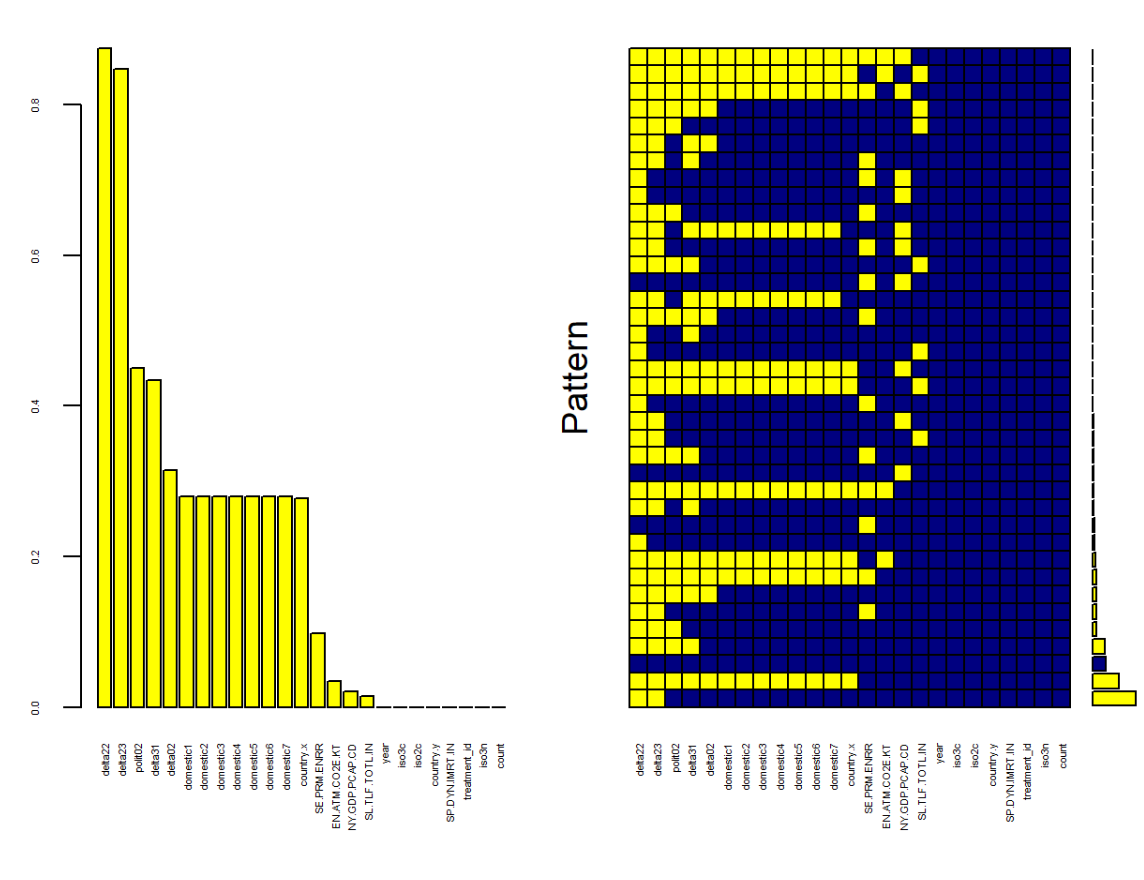 0.8
0.6
0.4
0.2
0.0
delta22
delta23
polit02
delta31
delta02
domestic1
domestic2
domestic3
domestic4
domestic5
domestic6
domestic7
country.x
SE.PRM.ENRR
EN.ATM.CO2E.KT
NY.GDP.PCAP.CD
SL.TLF.TOTL.IN
year
iso3c
iso2c
country.y
SP.DYN.IMRT.IN
treatment_id
iso3n
count
Pattern
delta22
delta23
polit02
delta31
delta02
domestic1
domestic2
domestic3
domestic4
domestic5
domestic6
domestic7
country.x
SE.PRM.ENRR
EN.ATM.CO2E.KT
NY.GDP.PCAP.CD
SL.TLF.TOTL.IN
year
iso3c
iso2c
country.y
SP.DYN.IMRT.IN
treatment_id
iso3n
count